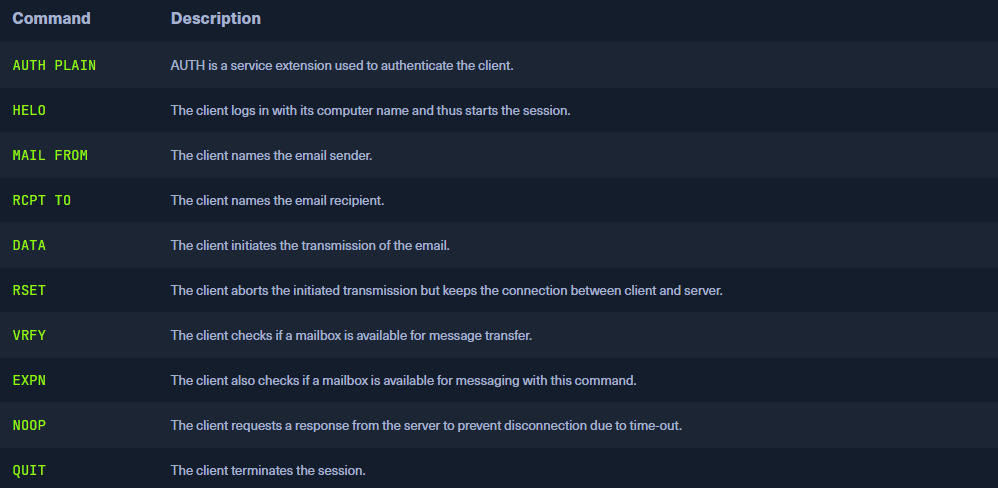 Command Description
AUTH PLAIN AUTH is a service extension used to authenticate the client.
HELO The client logs in with its computer name and thus starts the session.
MAIL FROM The client names the email sender.
RCPT TO The client names the email recipient.
DATA The client initiates the transmission of the email.
RSET The client aborts the initiated transmission but keeps the connection between client and server.
VRFY The client checks if a mailbox is available for message transfer.
EXPN The client also checks if a mailbox is available for messaging with this command.
NOOP The client requests a response from the server to prevent disconnection due to time-out.
QUIT The client terminates the session.